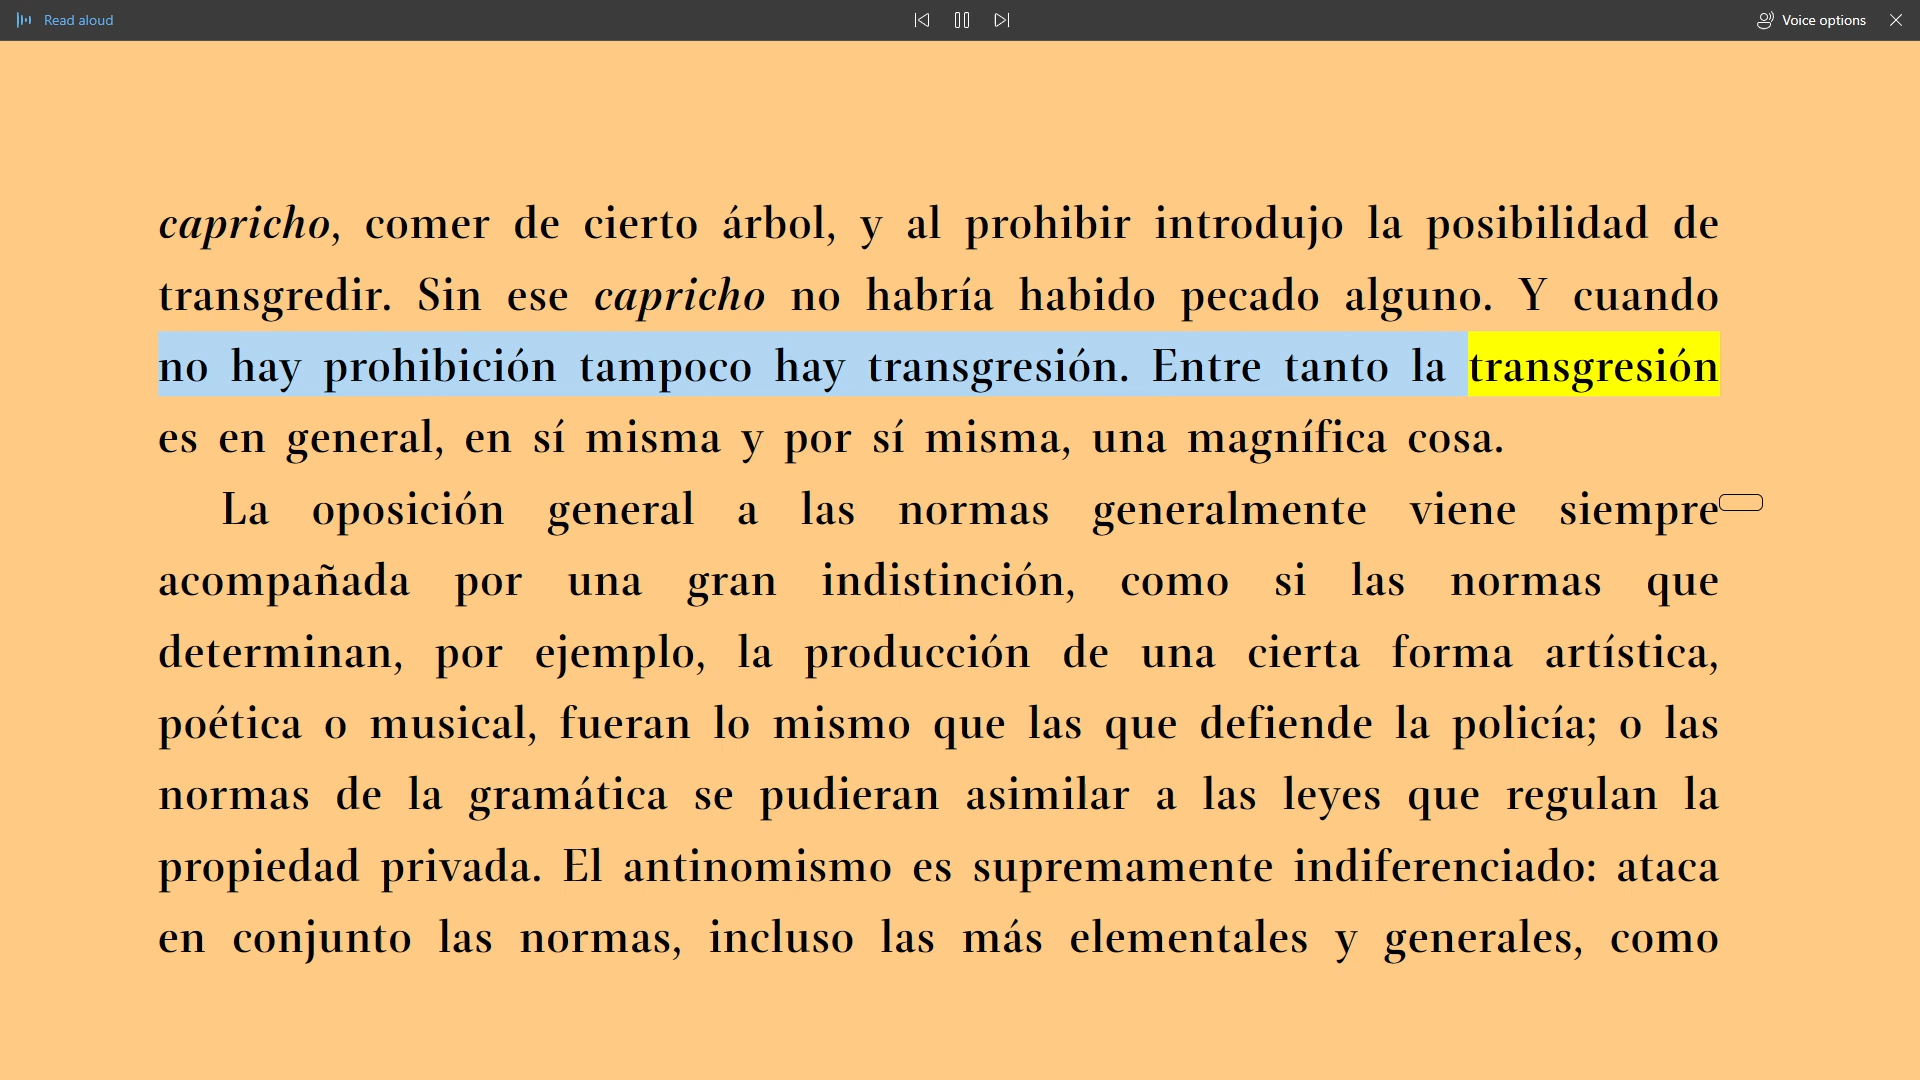 Read aloud
Voice options
capricho, comer de cierto árbol, y al prohibir introdujo la posibilidad de
transgredir. Sin ese capricho no habría habido pecado alguno. Y cuando
no hay prohibición tampoco hay transgresión. Entre tanto la transgresión
es en general, en sí misma y por sí misma, una magnífica cosa.
La oposición general a las normas generalmente viene siempre
acompañada por una gran indistinción, como si las normas que
determinan, por ejemplo, la producción de una cierta forma artística,
poética o musical, fueran lo mismo que las que defiende la policía; o las
normas de la gramática se pudieran asimilar a las leyes que regulan la
propiedad privada. El antinomismo es supremamente indiferenciado: ataca
en conjunto las normas, incluso las más elementales y generales, como